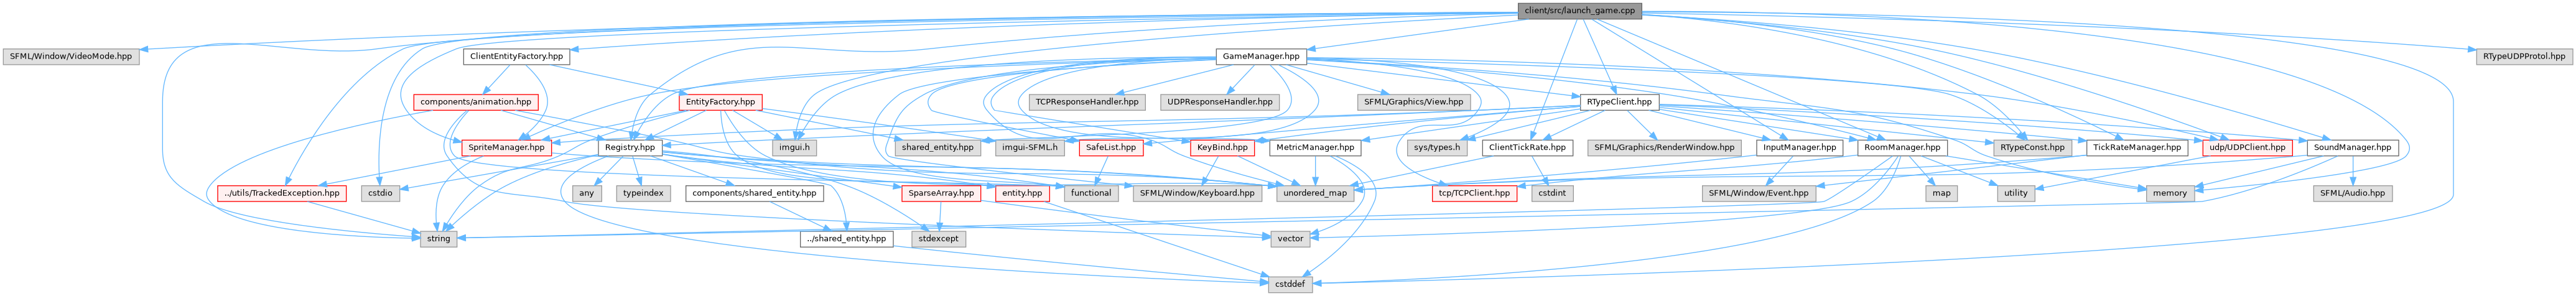 client/src/launch_game.cpp
SFML/Window/VideoMode.hpp
ClientEntityFactory.hpp
GameManager.hpp
RTypeUDPProtol.hpp
components/animation.hpp
EntityFactory.hpp
TCPResponseHandler.hpp
UDPResponseHandler.hpp
SFML/Graphics/View.hpp
RTypeClient.hpp
SpriteManager.hpp
Registry.hpp
imgui.h
shared_entity.hpp
imgui-SFML.h
SafeList.hpp
KeyBind.hpp
MetricManager.hpp
sys/types.h
ClientTickRate.hpp
SFML/Graphics/RenderWindow.hpp
InputManager.hpp
RoomManager.hpp
RTypeConst.hpp
TickRateManager.hpp
udp/UDPClient.hpp
SoundManager.hpp
../utils/TrackedException.hpp
cstdio
any
typeindex
components/shared_entity.hpp
SparseArray.hpp
entity.hpp
functional
SFML/Window/Keyboard.hpp
unordered_map
tcp/TCPClient.hpp
cstdint
SFML/Window/Event.hpp
map
utility
memory
SFML/Audio.hpp
string
../shared_entity.hpp
stdexcept
vector
cstddef